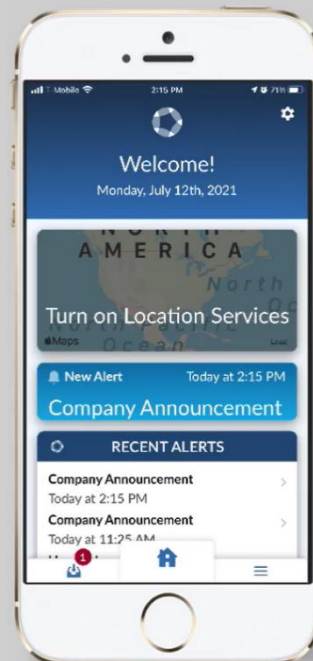 T-Mobile 2:15 PM 71%
Welcome!
Monday, July 12th, 2021
NORTH
AMERICA
North
Turn on Location Services
North Pacific
Maps Ocean Legal
New Alert Today at 2:15 PM
Company Announcement
RECENT ALERTS
Company Announcement
Today at 2:15 PM
Company Announcement
Today at 11:25 AM
1